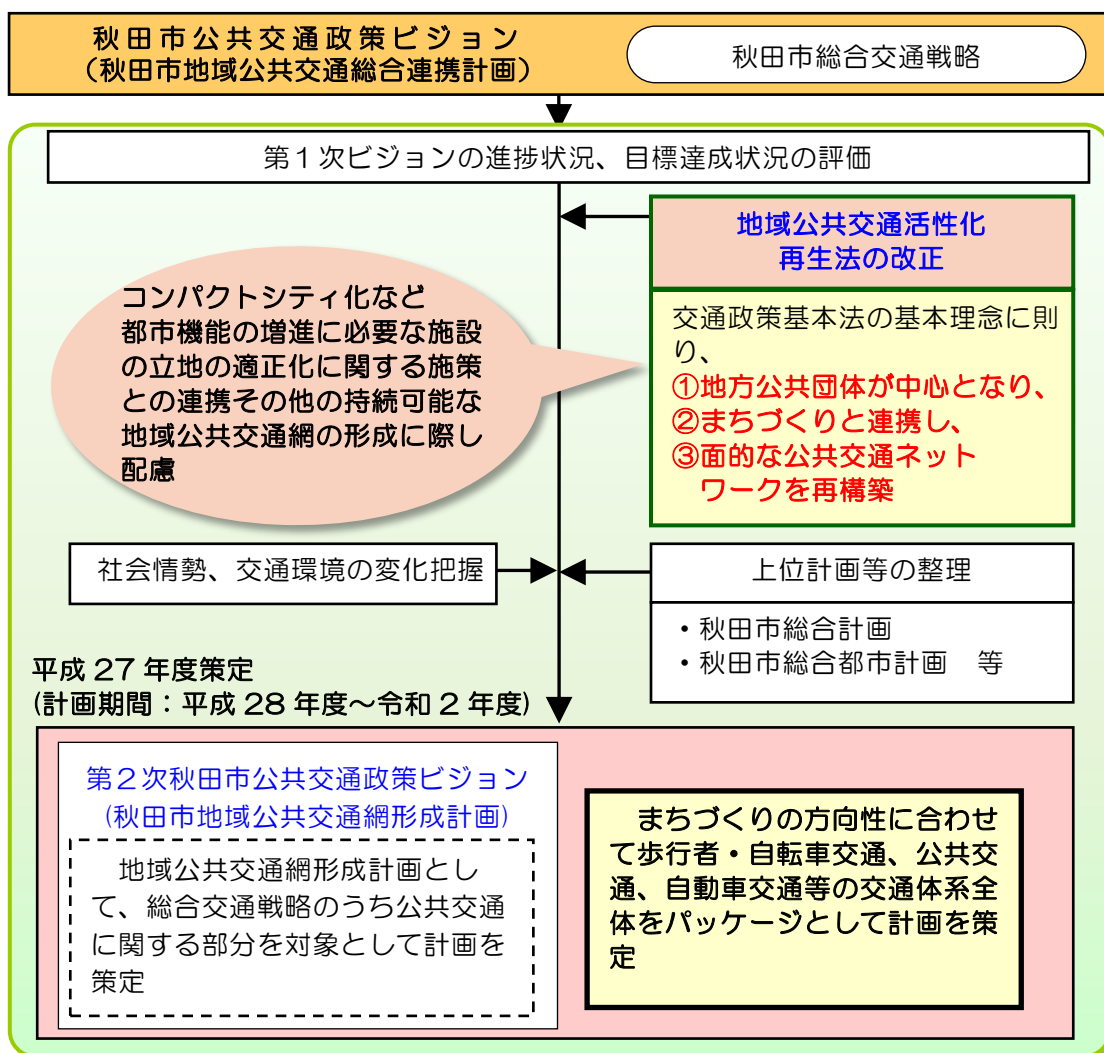 秋田市公共交通政策ビジョン
（秋田市地域公共交通総合連携計画）
秋田市総合交通戦略
第１次ビジョンの進捗状況、目標達成状況の評価
地域公共交通活性化
再生法の改正
交通政策基本法の基本理念に則
り、
①地方公共団体が中心となり、
②まちづくりと連携し、
③面的な公共交通ネット
ワークを再構築
コンパクトシティ化など
都市機能の増進に必要な施設
の立地の適正化に関する施策
との連携その他の持続可能な
地域公共交通網の形成に際し
配慮
社会情勢、交通環境の変化把握
上位計画等の整理
・秋田市総合計画
・秋田市総合都市計画　等
平成 27 年度策定
(計画期間：平成 28 年度～令和 2 年度)
第２次秋田市公共交通政策ビジョン
(秋田市地域公共交通網形成計画)
地域公共交通網形成計画とし
て、総合交通戦略のうち公共交通
に関する部分を対象として計画を
策定
まちづくりの方向性に合わせ
て歩行者・自転車交通、公共交
通、自動車交通等の交通体系全
体をパッケージとして計画を策
定